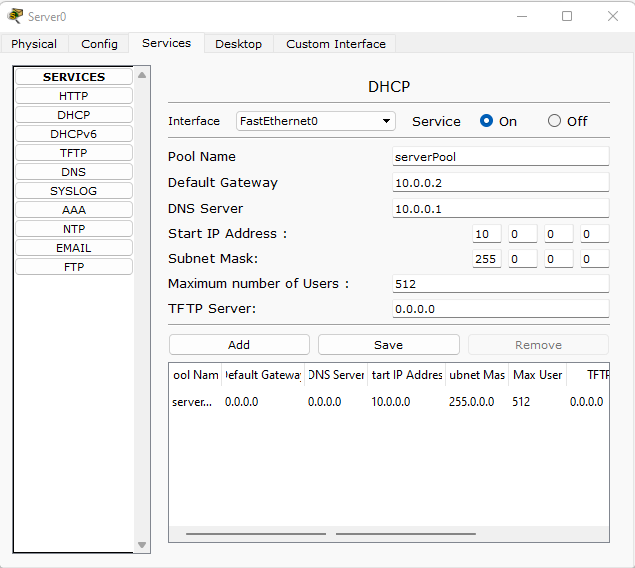 Server0
Physical Config Services Desktop Custom Interface
SERVICES
HTTP
DHCP
DHCPv6
TFTP
DNS
SYSLOG
AAA
NTP
EMAIL
FTP
DHCP
Interface FastEthernet0 Service On Off
Pool Name serverPool
Default Gateway 10.0.0.2
DNS Server 10.0.0.1
Start IP Address : 10 0 0 0
Subnet Mask: 255 0 0 0
Maximum number of Users : 512
TFTP Server: 0.0.0.0
Add Save Remove
ool Nam efault Gateway DNS Server tart IP Addres ubnet Mas Max User TFTP
server... 0.0.0.0 0.0.0.0 10.0.0.0 255.0.0.0 512 0.0.0.0